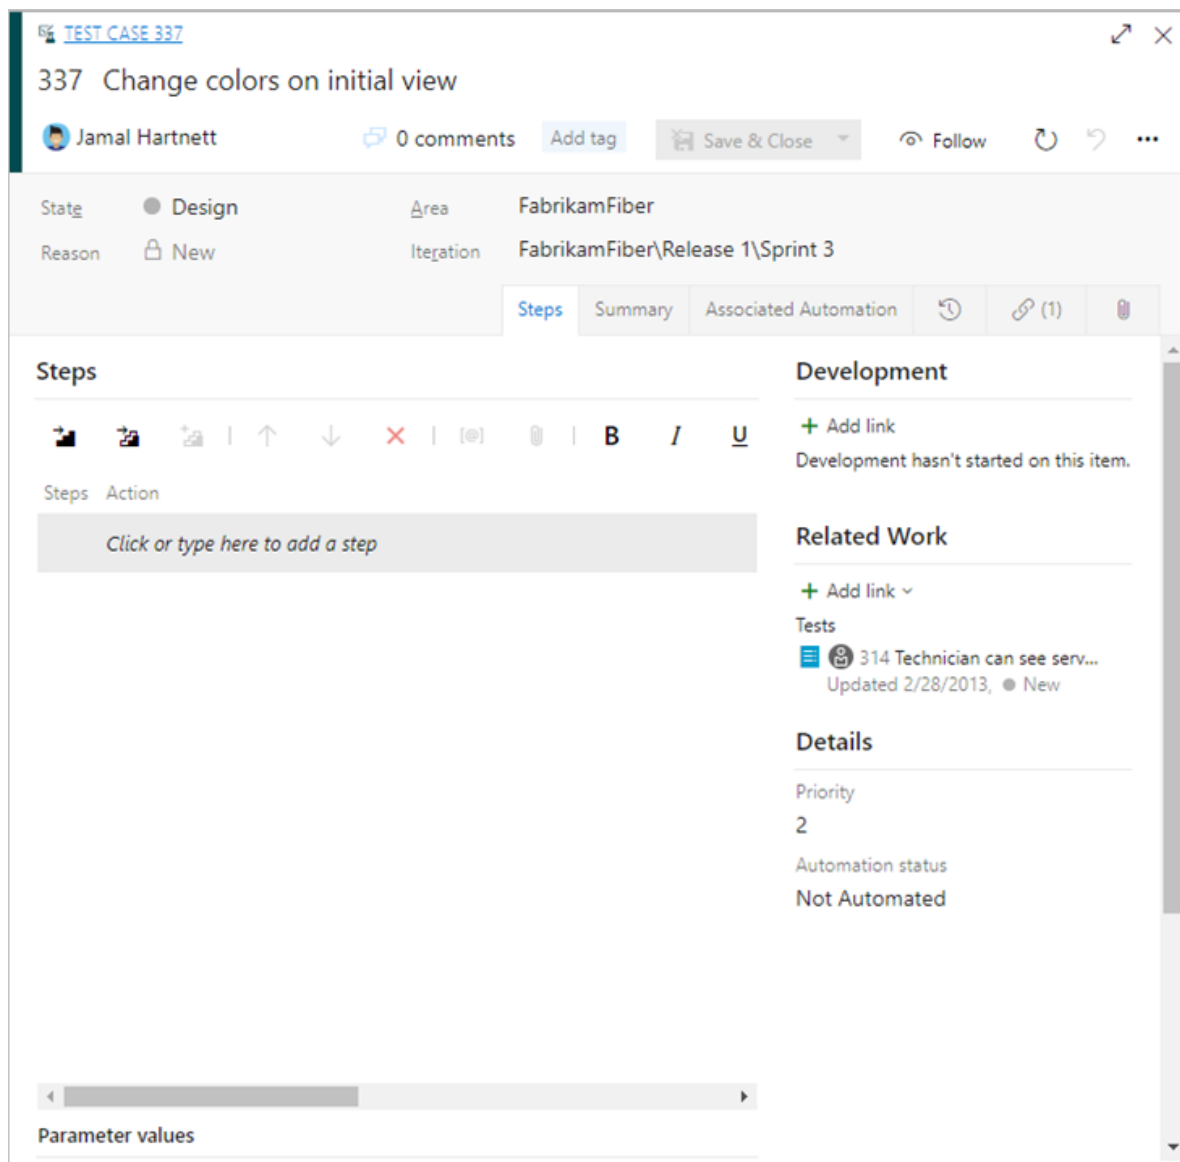 TEST CASE 337
337 Change colors on initial view
Jamal Hartnett 0 comments Add tag Save & Close Follow
State Design Area FabrikamFiber
Reason New Iteration FabrikamFiber\Release 1\Sprint 3
Steps Summary Associated Automation (1)
Steps
B I U
Steps Action
Click or type here to add a step
Parameter values
Development
+ Add link
Development hasn't started on this item.
Related Work
+ Add link
Tests
314 Technician can see serv...
Updated 2/28/2013, New
Details
Priority
2
Automation status
Not Automated